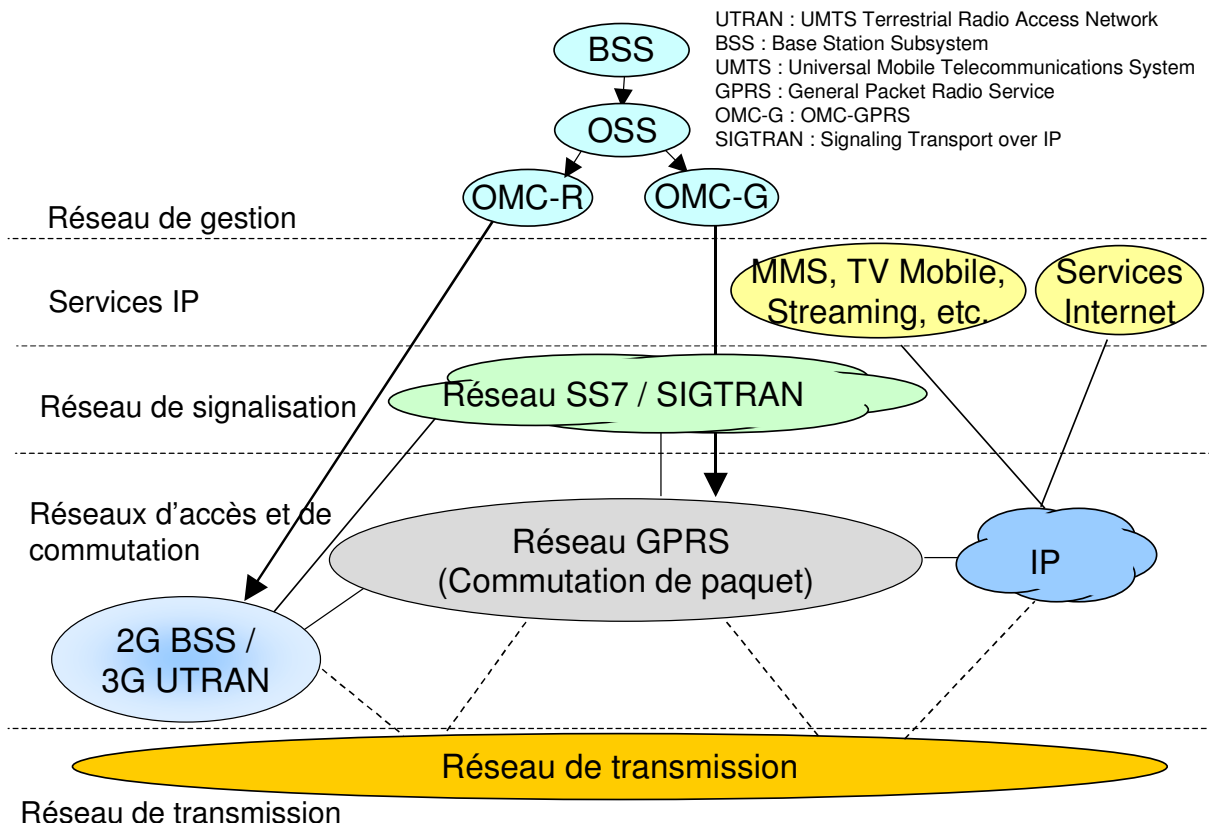 UTRAN : UMTS Terrestrial Radio Access Network
BSS : Base Station Subsystem
UMTS : Universal Mobile Telecommunications System
GPRS : General Packet Radio Service
OMC-G : OMC-GPRS
SIGTRAN : Signaling Transport over IP
BSS
OSS
OMC-R
OMC-G
Réseau de gestion
MMS, TV Mobile,
Streaming, etc.
Services
Internet
Services IP
Réseau SS7 / SIGTRAN
Réseau de signalisation
Réseaux d'accès et de
commutation
Réseau GPRS
(Commutation de paquet)
IP
2G BSS /
3G UTRAN
Réseau de transmission
Réseau de transmission